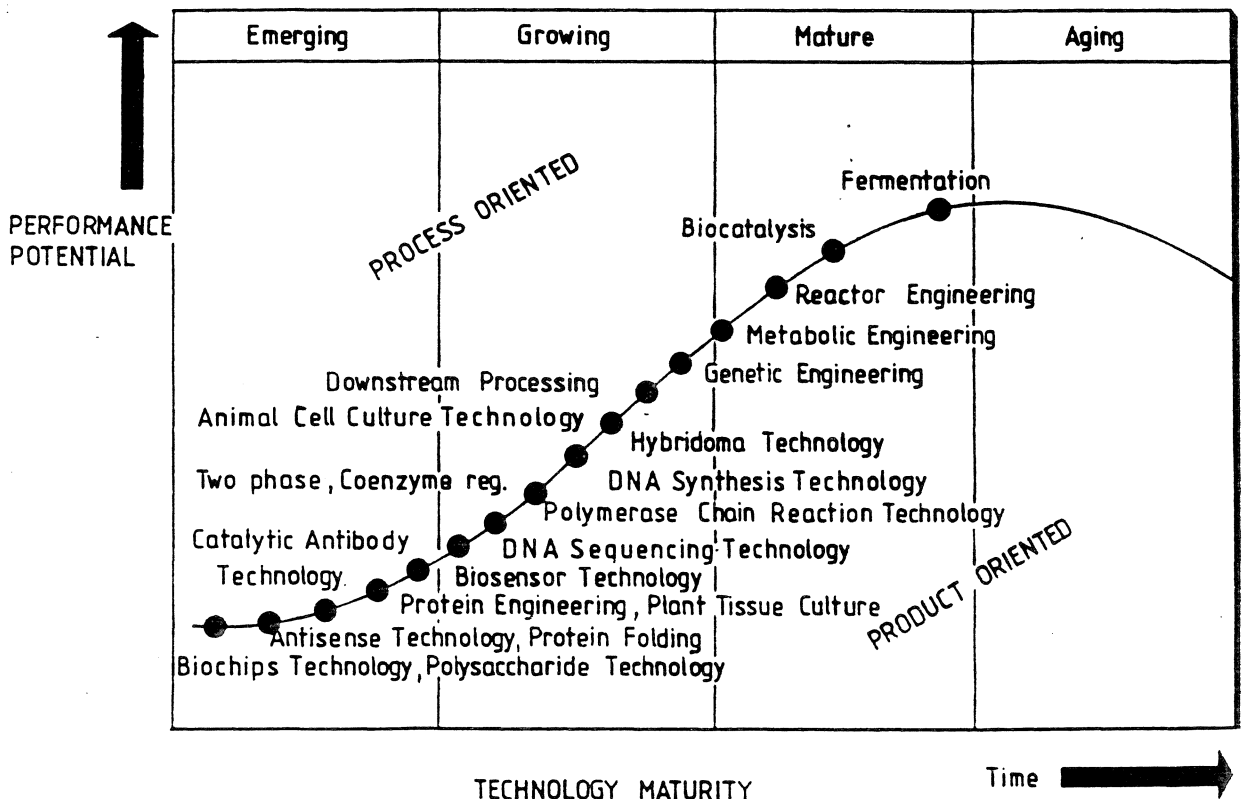 Emerging
Growing
Mature
Aging
PERFORMANCE
POTENTIAL
PROCESS ORIENTED
Fermentation
Biocatalysis
Reactor Engineering
Metabolic Engineering
Genetic Engineering
Downstream Processing
Animal Cell Culture Technology
Hybridoma Technology
Two phase, Coenzyme reg.
DNA Synthesis Technology
Polymerase Chain Reaction Technology
Catalytic Antibody
Technology
DNA Sequencing Technology
Biosensor Technology
Protein Engineering, Plant Tissue Culture
PRODUCT ORIENTED
Antisense Technology, Protein Folding
Biochips Technology, Polysaccharide Technology
Time
TECHNOLOGY MATURITY